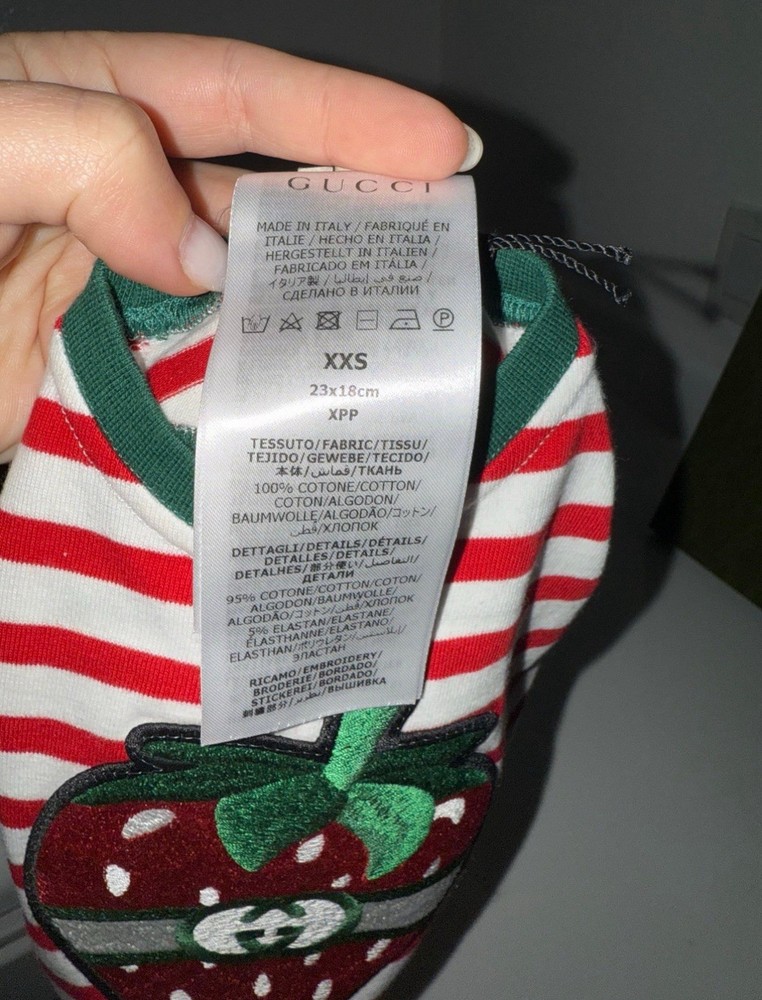 GUCCI
MADE IN ITALY / FABRIQUÉ EN
ITALIE / HECHO EN ITALIA /
HERGESTELLT IN ITALIEN /
FABRICADO EM ITÁLIA /
イタリア製 / صنع في إيطاليا /
СДЕЛАНО В ИТАЛИИ
P
XXS
23x18cm
XPP
TESSUTO/FABRIC/TISSU/
TEJIDO/GEWEBE/TECIDO/
本体/قماش/ТКАНЬ
100% COTONE/COTTON/
COTON/ALGODON/
BAUMWOLLE/ALGODÃO/コットン/
قطن/ХЛОПОК
DETTAGLI/DETAILS/DÉTAILS/
DETALLES/DETAILS/
DETALHES/部分使い/التفاصيل/
ДЕТАЛИ
95% COTONE/COTTON/COTON/
ALGODON/BAUMWOLLE/
ALGODÃO/コットン/قطن/ХЛОПОК
5% ELASTAN/ELASTANE/
ÉLASTHANNE/ELASTANO/
ELASTHAN/ポリウレタン/إيلاستين/
ЭЛАСТАН
RICAMO/EMBROIDERY/
BRODERIE/BORDADO/
STICKEREI/BORDADO/
刺繍部分/تطريز/ВЫШИВКА